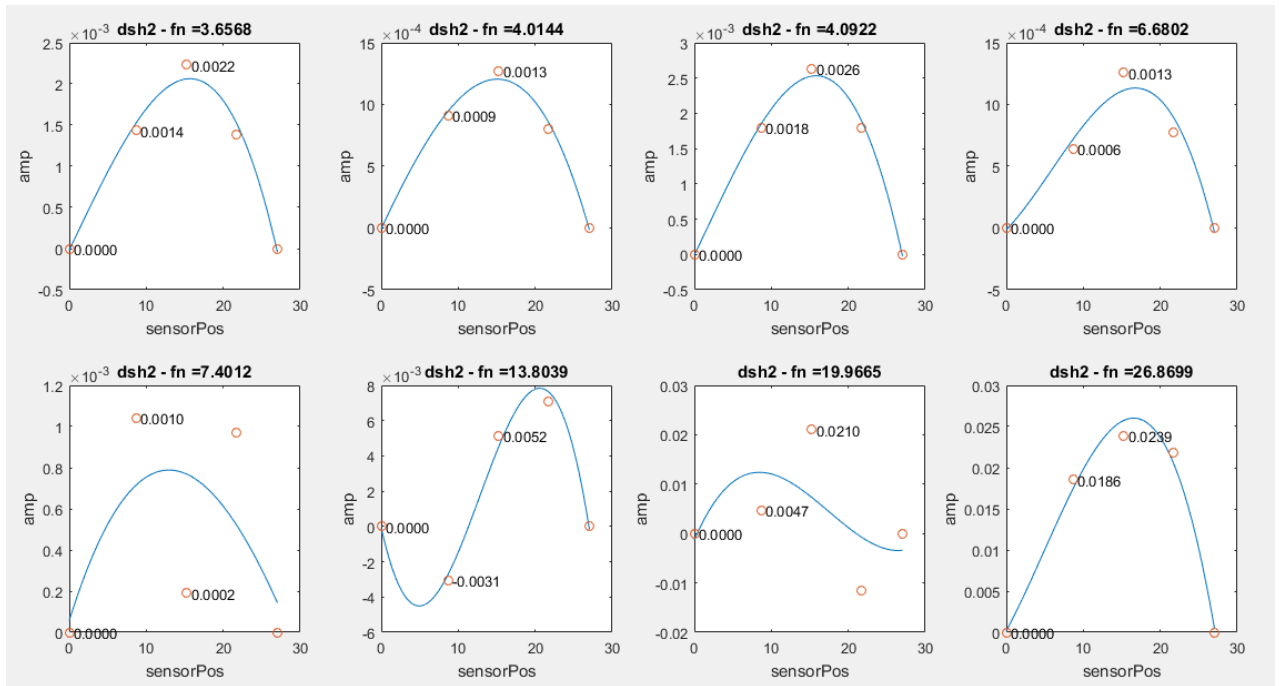 dsh2 - fn =3.6568
×10-3
2.5
2
1.5
1
0.5
0
-0.5
0.0022
0.0014
0.0000
0 10 20 30
sensorPos
amp
dsh2 - fn =4.0144
×10-4
15
10
5
0
-5
0.0013
0.0009
0.0000
0 10 20 30
sensorPos
amp
dsh2 - fn =4.0922
×10-3
3
2.5
2
1.5
1
0.5
0
-0.5
0.0026
0.0018
0.0000
0 10 20 30
sensorPos
amp
dsh2 - fn =6.6802
×10-4
15
10
5
0
-5
0.0013
0.0006
0.0000
0 10 20 30
sensorPos
amp
dsh2 - fn =7.4012
×10-3
1.2
1
0.8
0.6
0.4
0.2
0
0.0010
0.0002
0.0000
0 10 20 30
sensorPos
amp
dsh2 - fn =13.8039
×10-3
8
6
4
2
0
-2
-4
-6
0.0052
0.0000
-0.0031
0 10 20 30
sensorPos
amp
dsh2 - fn =19.9665
0.03
0.02
0.01
0
-0.01
-0.02
0.0210
0.0047
0.0000
0 10 20 30
sensorPos
amp
dsh2 - fn =26.8699
0.03
0.025
0.02
0.015
0.01
0.005
0
0.0239
0.0186
0.0000
0 10 20 30
sensorPos
amp